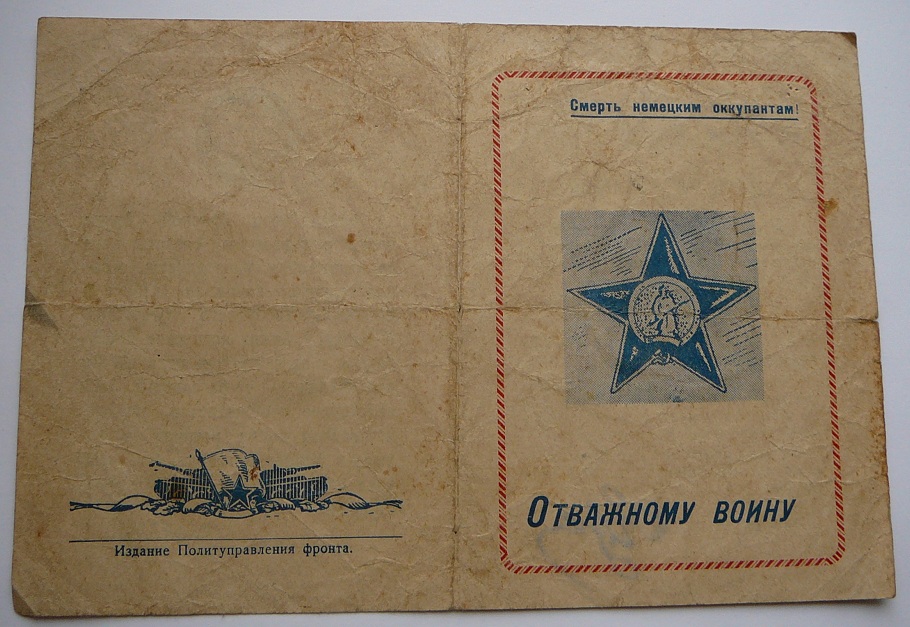 Смерть немецким оккупантам!
Отважному воину
Издание Политуправления фронта.